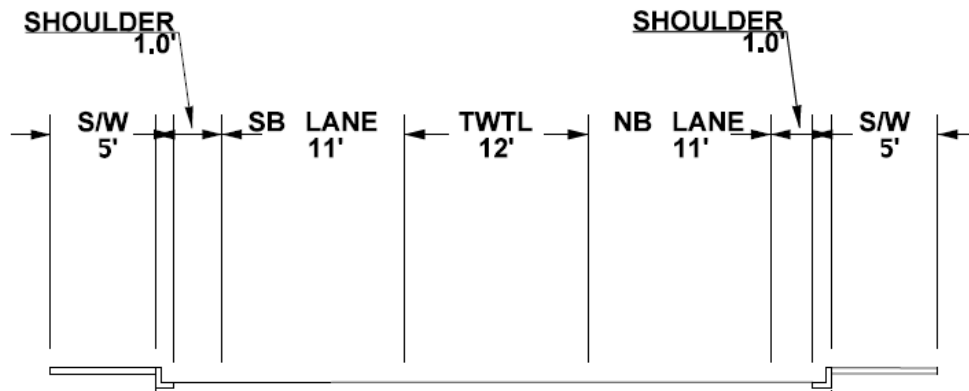 SHOULDER
1.0'
SHOULDER
1.0'
S/W
5'
SB LANE
11'
TWTL
12'
NB LANE
11'
S/W
5'